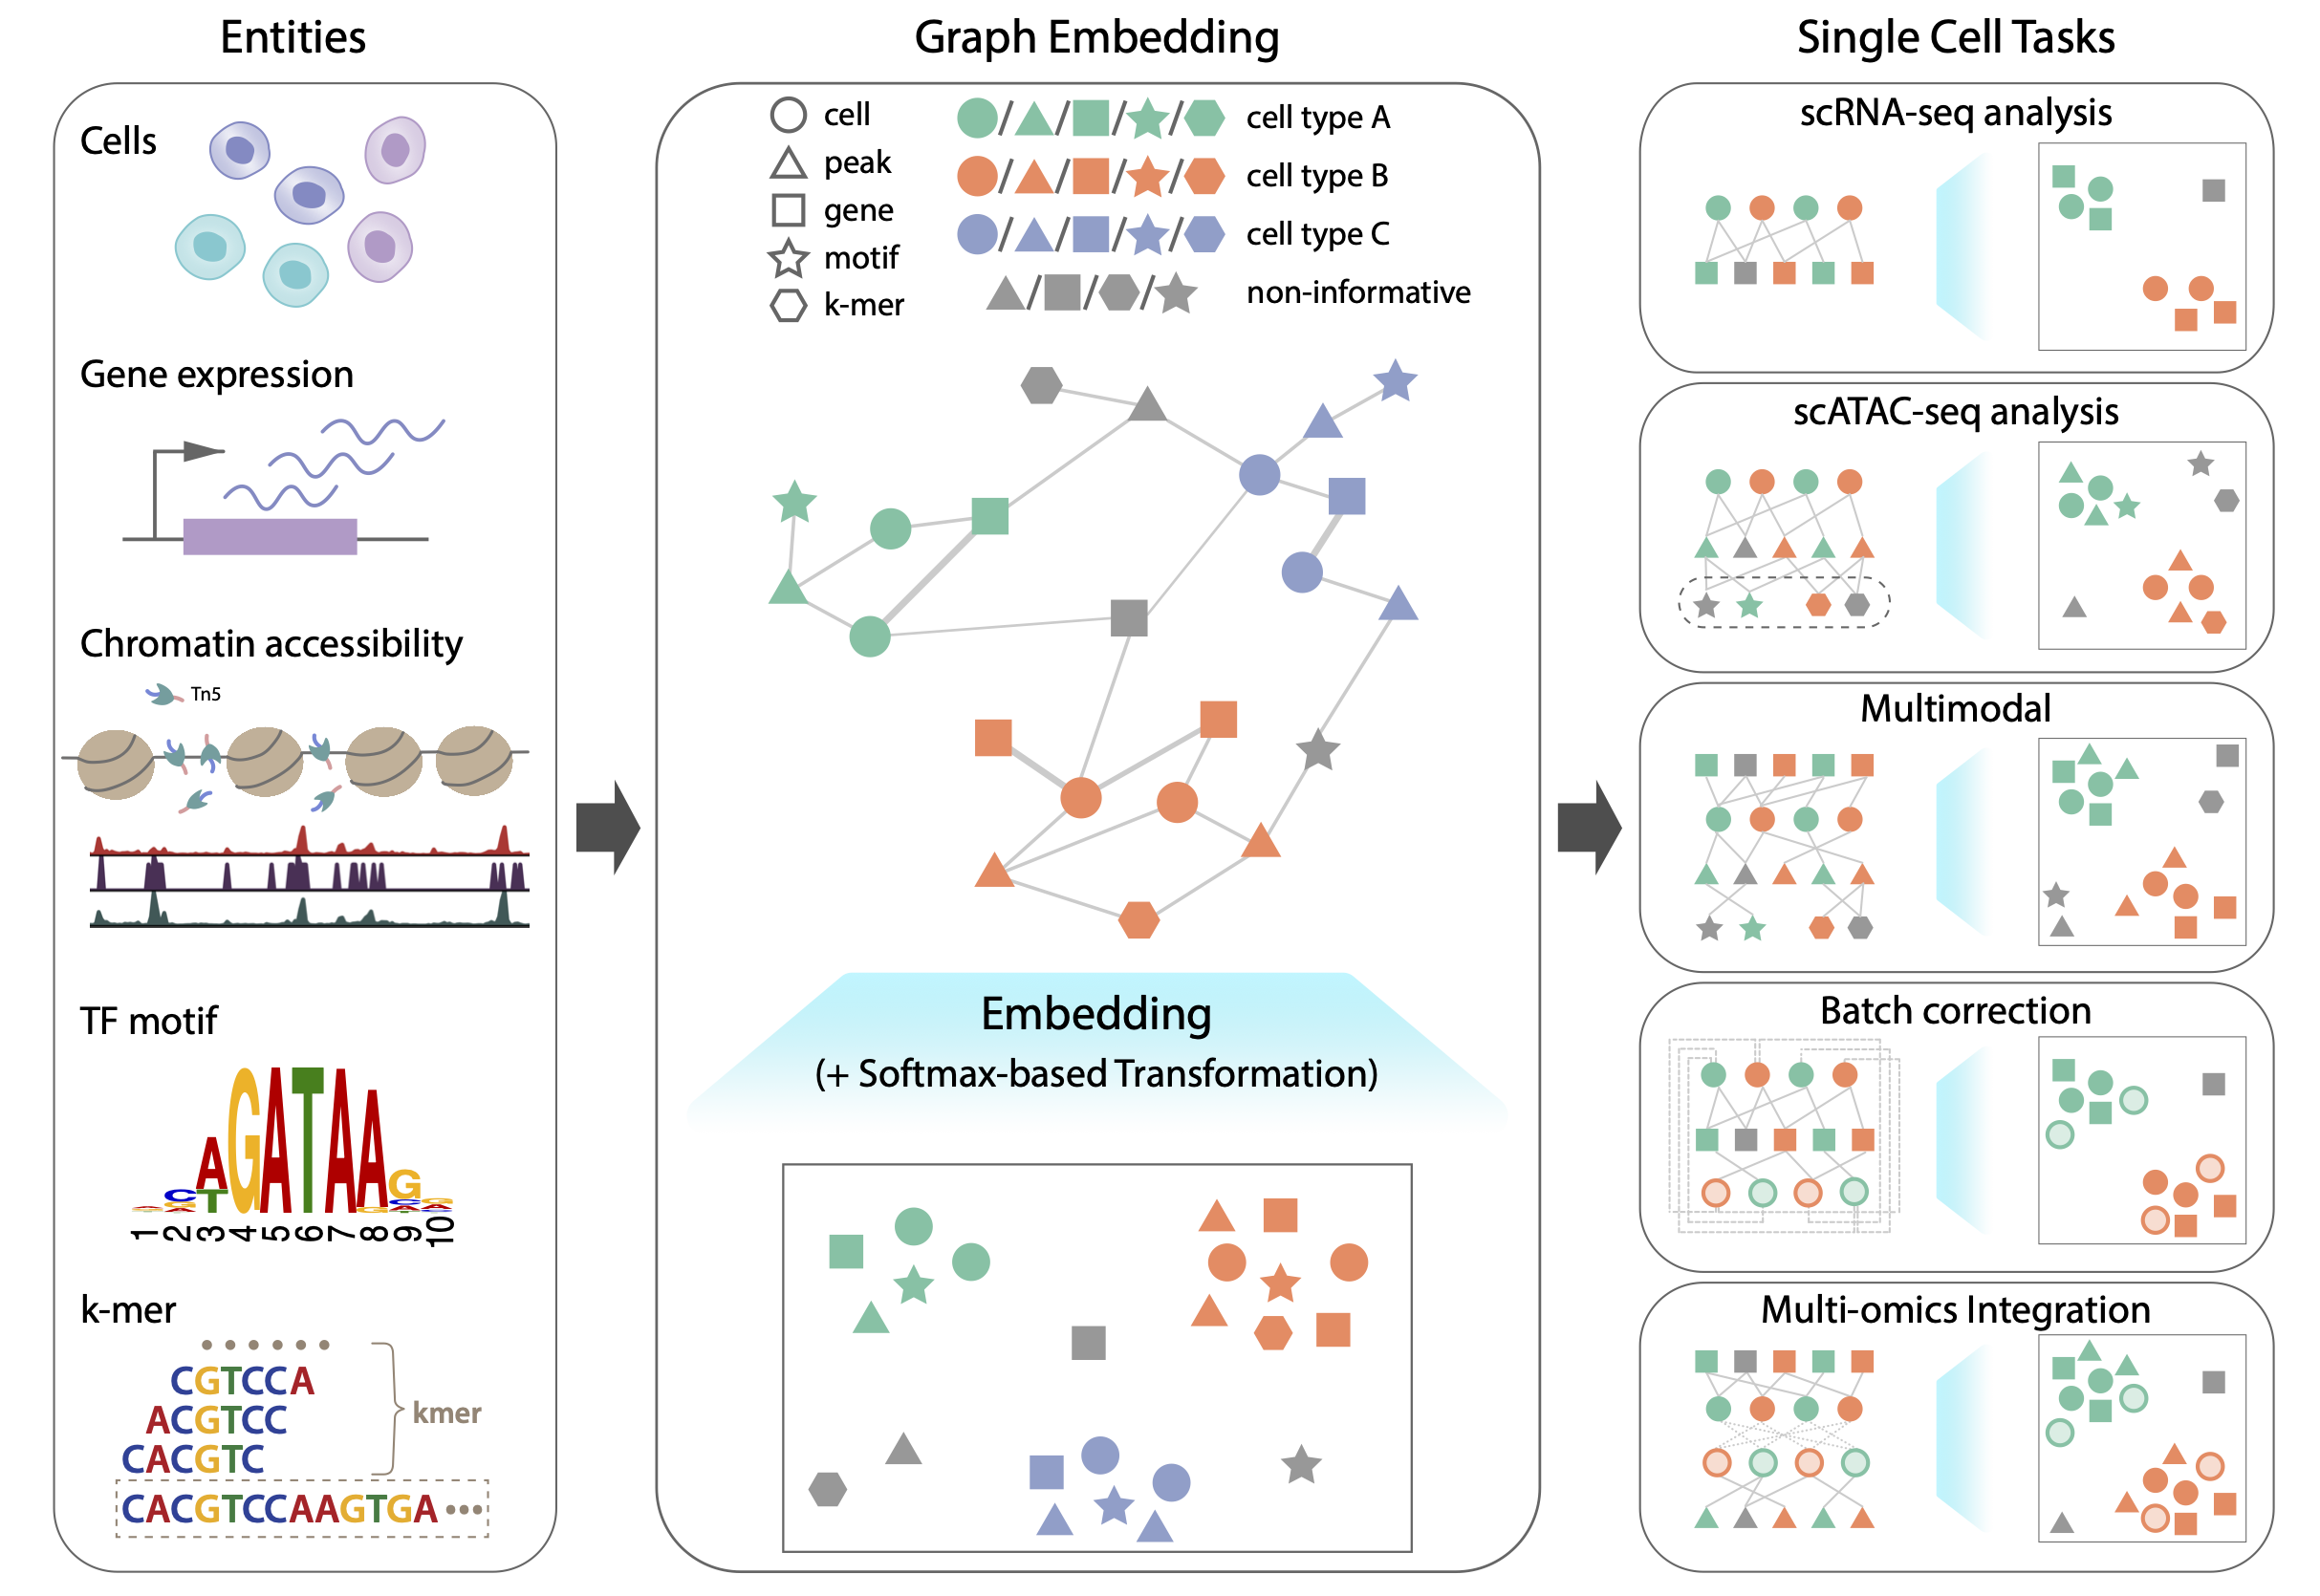 Entities
Cells
Gene expression
Chromatin accessibility
Tn5
TF motif
GATAA
1 2 3 4 5 6 7 8 9 10
k-mer
CGTCCA
ACGTCC
CACGTC
kmer
CACGTCCAAGTGA
Graph Embedding
cell
peak
gene
motif
k-mer
cell type A
cell type B
cell type C
non-informative
Embedding
(+ Softmax-based Transformation)
Single Cell Tasks
scRNA-seq analysis
scATAC-seq analysis
Multimodal
Batch correction
Multi-omics Integration